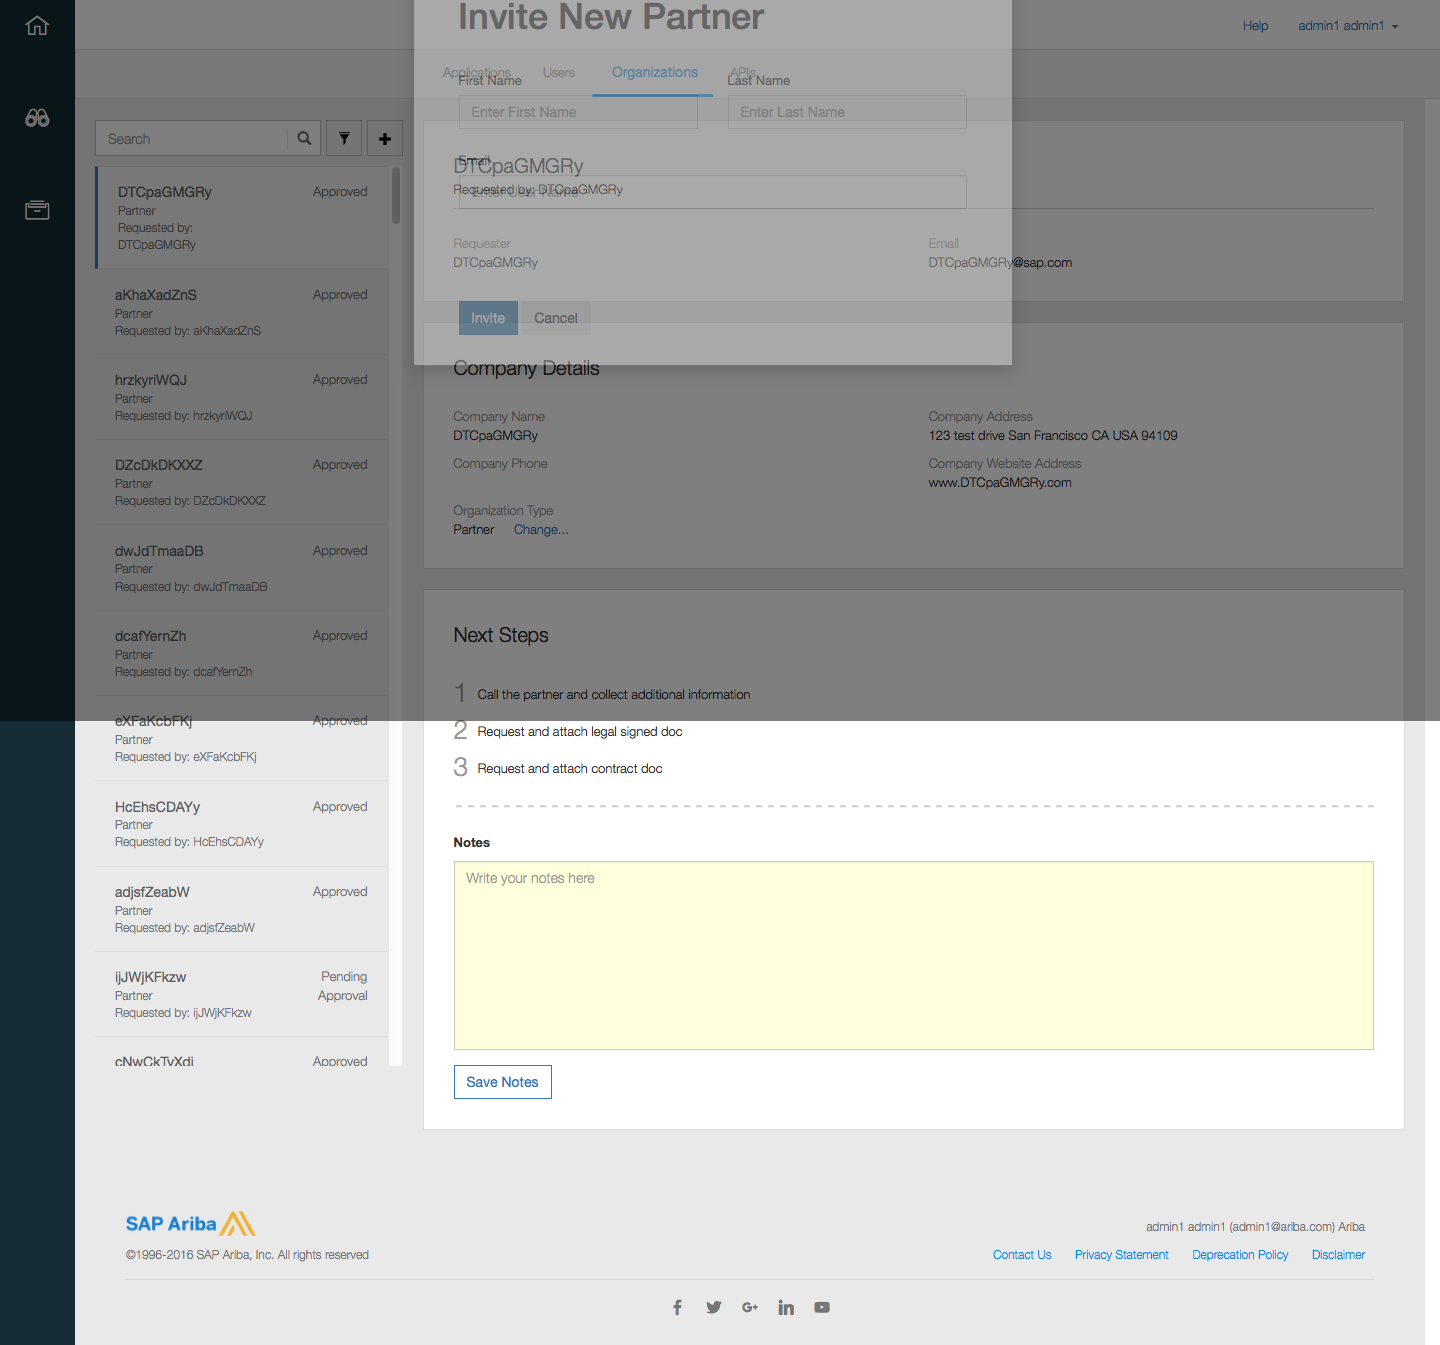 Invite New Partner
Help
admin1 admin1
Applications
Users
Organizations
APIs
First Name
Last Name
Enter First Name
Enter Last Name
Email
Enter User Name
Invite
Cancel
Search
DTCpaGMGRy
Approved
Partner
Requested by:
DTCpaGMGRy
aKhaXadZnS
Approved
Partner
Requested by: aKhaXadZnS
hrzkyriWQJ
Approved
Partner
Requested by: hrzkyriWQJ
DZcDkDKXXZ
Approved
Partner
Requested by: DZcDkDKXXZ
dwJdTmaaDB
Approved
Partner
Requested by: dwJdTmaaDB
dcafYernZh
Approved
Partner
Requested by: dcafYernZh
eXFaKcbFKj
Approved
Partner
Requested by: eXFaKcbFKj
HcEhsCDAYy
Approved
Partner
Requested by: HcEhsCDAYy
adjsfZeabW
Approved
Partner
Requested by: adjsfZeabW
ijJWjKFkzw
Pending
Approval
Partner
Requested by: ijJWjKFkzw
cNwCkTvXdi
Approved
DTCpaGMGRy
Requested by: DTCpaGMGRy
Requester
DTCpaGMGRy
Email
DTCpaGMGRy@sap.com
Company Details
Company Name
DTCpaGMGRy
Company Address
123 test drive San Francisco CA USA 94109
Company Phone
Company Website Address
www.DTCpaGMGRy.com
Organization Type
Partner Change...
Next Steps
1 Call the partner and collect additional information
2 Request and attach legal signed doc
3 Request and attach contract doc
Notes
Write your notes here
Save Notes
SAP Ariba
©1996-2016 SAP Ariba, Inc. All rights reserved
admin1 admin1 (admin1@ariba.com) Ariba
Contact Us
Privacy Statement
Deprecation Policy
Disclaimer